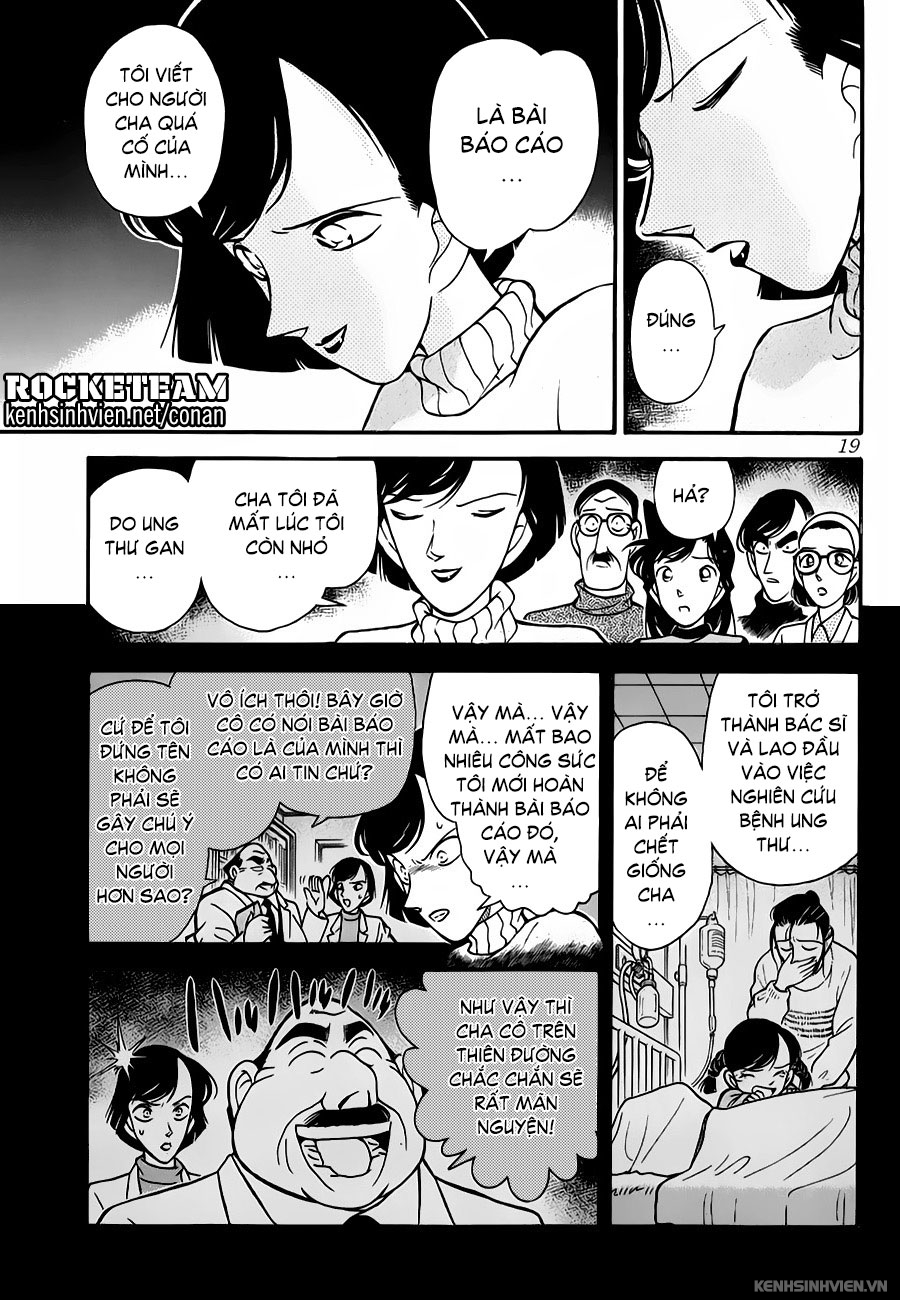 ĐÚNG
...
LÀ BÀI
BÁO CÁO
...
TÔI VIẾT
CHO NGƯỜI
CHA QUÁ
CỐ CỦA
MÌNH...
ROCKETEAM
kenhsinhvien.net/conan
19
HẢ?
CHA TÔI ĐÃ
MẤT LÚC TÔI
CÒN NHỎ
DO UNG
THƯ GAN
...
TÔI TRỞ
THÀNH BÁC SĨ
VÀ LAO ĐẦU
VÀO VIỆC
NGHIÊN CỨU
BỆNH UNG
THƯ...
ĐỂ
KHÔNG
AI PHẢI
CHẾT
GIỐNG
CHA
...
VẬY MÀ... VẬY
MÀ... MẤT BAO
NHIÊU CÔNG SỨC
TÔI MỚI HOÀN
THÀNH BÀI BÁO
CÁO ĐÓ,
VẬY MÀ
...
VÔ ÍCH THÔI! BÂY GIỜ
CÔ CÓ NÓI BÀI BÁO
CÁO LÀ CỦA MÌNH THÌ
CÓ AI TIN CHỨ?
CỨ ĐỂ TÔI
ĐỨNG TÊN
KHÔNG
PHẢI SẼ
GÂY CHÚ Ý
CHO MỌI
NGƯỜI
HƠN SAO?
NHƯ VẬY THÌ
CHA CÔ TRÊN
THIÊN ĐƯỜNG
CHẮC CHẮN SẼ
RẤT MÀN
NGUYỆN!
KENHSINHVIEN.VN